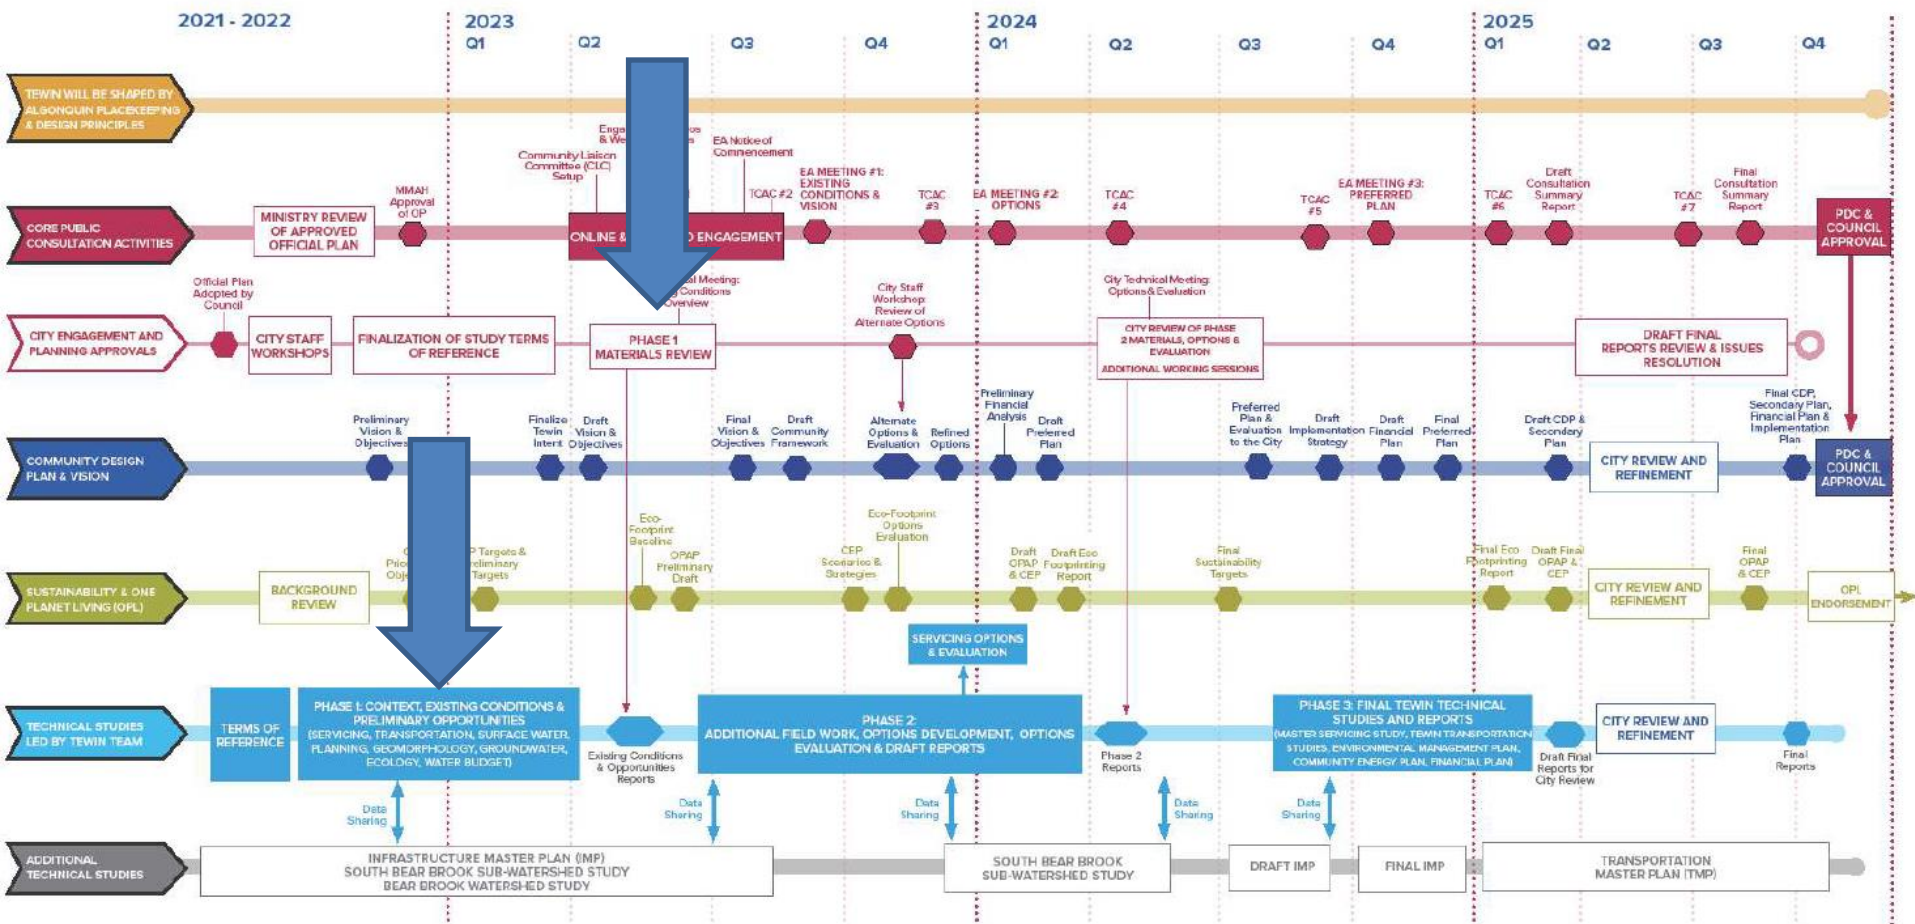 2021 - 2022
2023
2024
2025
Q1
Q2
Q3
Q4
Q1
Q2
Q3
Q4
Q1
Q2
Q3
Q4
TEWIN WILL BE SHAPED BY
ALGONQUIN PLACEKEEPING
& DESIGN PRINCIPLES
CORE PUBLIC
CONSULTATION ACTIVITIES
MINISTRY REVIEW
OF APPROVED
OFFICIAL PLAN
MMAH
Approval
of OP
Community Liaison
Committee (CLC)
Setup
EA Notice of
Commencement
TCAC #2
ONLINE &
ENGAGEMENT
EA MEETING #1:
EXISTING
CONDITIONS &
VISION
TCAC
#3
EA MEETING #2:
OPTIONS
TCAC
#4
TCAC
#5
EA MEETING #3:
PREFERRED
PLAN
TCAC
#6
Draft
Consultation
Summary
Report
TCAC
#7
Final
Consultation
Summary
Report
PDC &
COUNCIL
APPROVAL
CITY ENGAGEMENT AND
PLANNING APPROVALS
Official Plan
Adopted by
Council
CITY STAFF
WORKSHOPS
FINALIZATION OF STUDY TERMS
OF REFERENCE
Meeting:
Conditions
Overview
PHASE 1
MATERIALS REVIEW
City Staff
Workshop:
Review of
Alternate Options
City Technical Meeting:
Options & Evaluation
CITY REVIEW OF PHASE
2 MATERIALS, OPTIONS &
EVALUATION
ADDITIONAL WORKING SESSIONS
DRAFT FINAL
REPORTS REVIEW & ISSUES
RESOLUTION
COMMUNITY DESIGN
PLAN & VISION
Preliminary
Vision &
Objectives
Finalize
Tewin
Intent
Draft
Vision &
Objectives
Final
Vision &
Objectives
Draft
Community
Framework
Alternate
Options &
Evaluation
Refined
Options
Preliminary
Financial
Analysis
Draft
Preferred
Plan
Preferred
Plan &
Evaluation
to the City
Draft
Implementation
Strategy
Draft
Financial
Plan
Final
Preferred
Plan
Draft CDP &
Secondary
Plan
CITY REVIEW AND
REFINEMENT
Final CDP,
Secondary Plan,
Financial Plan &
Implementation
Plan
PDC &
COUNCIL
APPROVAL
SUSTAINABILITY & ONE
PLANET LIVING (OPL)
BACKGROUND
REVIEW
Targets &
Targets
Eco-
Footprint
Baseline
OPAP
Preliminary
Draft
CEP
Scenarios &
Strategies
Eco-Footprint
Options
Evaluation
Draft
OPAP
& CEP
Draft Eco
Footprinting
Report
Final
Sustainability
Targets
Final Eco
Footprinting
Report
Draft Final
OPAP &
CEP
CITY REVIEW AND
REFINEMENT
Final
OPAP
& CEP
OPL
ENDORSEMENT
SERVICING OPTIONS
& EVALUATION
TECHNICAL STUDIES
LED BY TEWIN TEAM
TERMS OF
REFERENCE
PHASE 1: CONTEXT, EXISTING CONDITIONS &
PRELIMINARY OPPORTUNITIES
(SERVICING, TRANSPORTATION, SURFACE WATER,
PLANNING, GEOMORPHOLOGY, GROUNDWATER,
ECOLOGY, WATER BUDGET)
Existing Conditions
& Opportunities
Reports
PHASE 2:
ADDITIONAL FIELD WORK, OPTIONS DEVELOPMENT, OPTIONS
EVALUATION & DRAFT REPORTS
Phase 2
Reports
PHASE 3: FINAL TEWIN TECHNICAL
STUDIES AND REPORTS
(MASTER SERVICING STUDY, TEWIN TRANSPORTATION
STUDIES, ENVIRONMENTAL MANAGEMENT PLAN,
COMMUNITY ENERGY PLAN, FINANCIAL PLAN)
Draft Final
Reports for
City Review
CITY REVIEW AND
REFINEMENT
Final
Reports
Data
Sharing
Data
Sharing
Data
Sharing
Data
Sharing
Data
Sharing
ADDITIONAL
TECHNICAL STUDIES
INFRASTRUCTURE MASTER PLAN (IMP)
SOUTH BEAR BROOK SUB-WATERSHED STUDY
BEAR BROOK WATERSHED STUDY
SOUTH BEAR BROOK
SUB-WATERSHED STUDY
DRAFT IMP
FINAL IMP
TRANSPORTATION
MASTER PLAN (TMP)